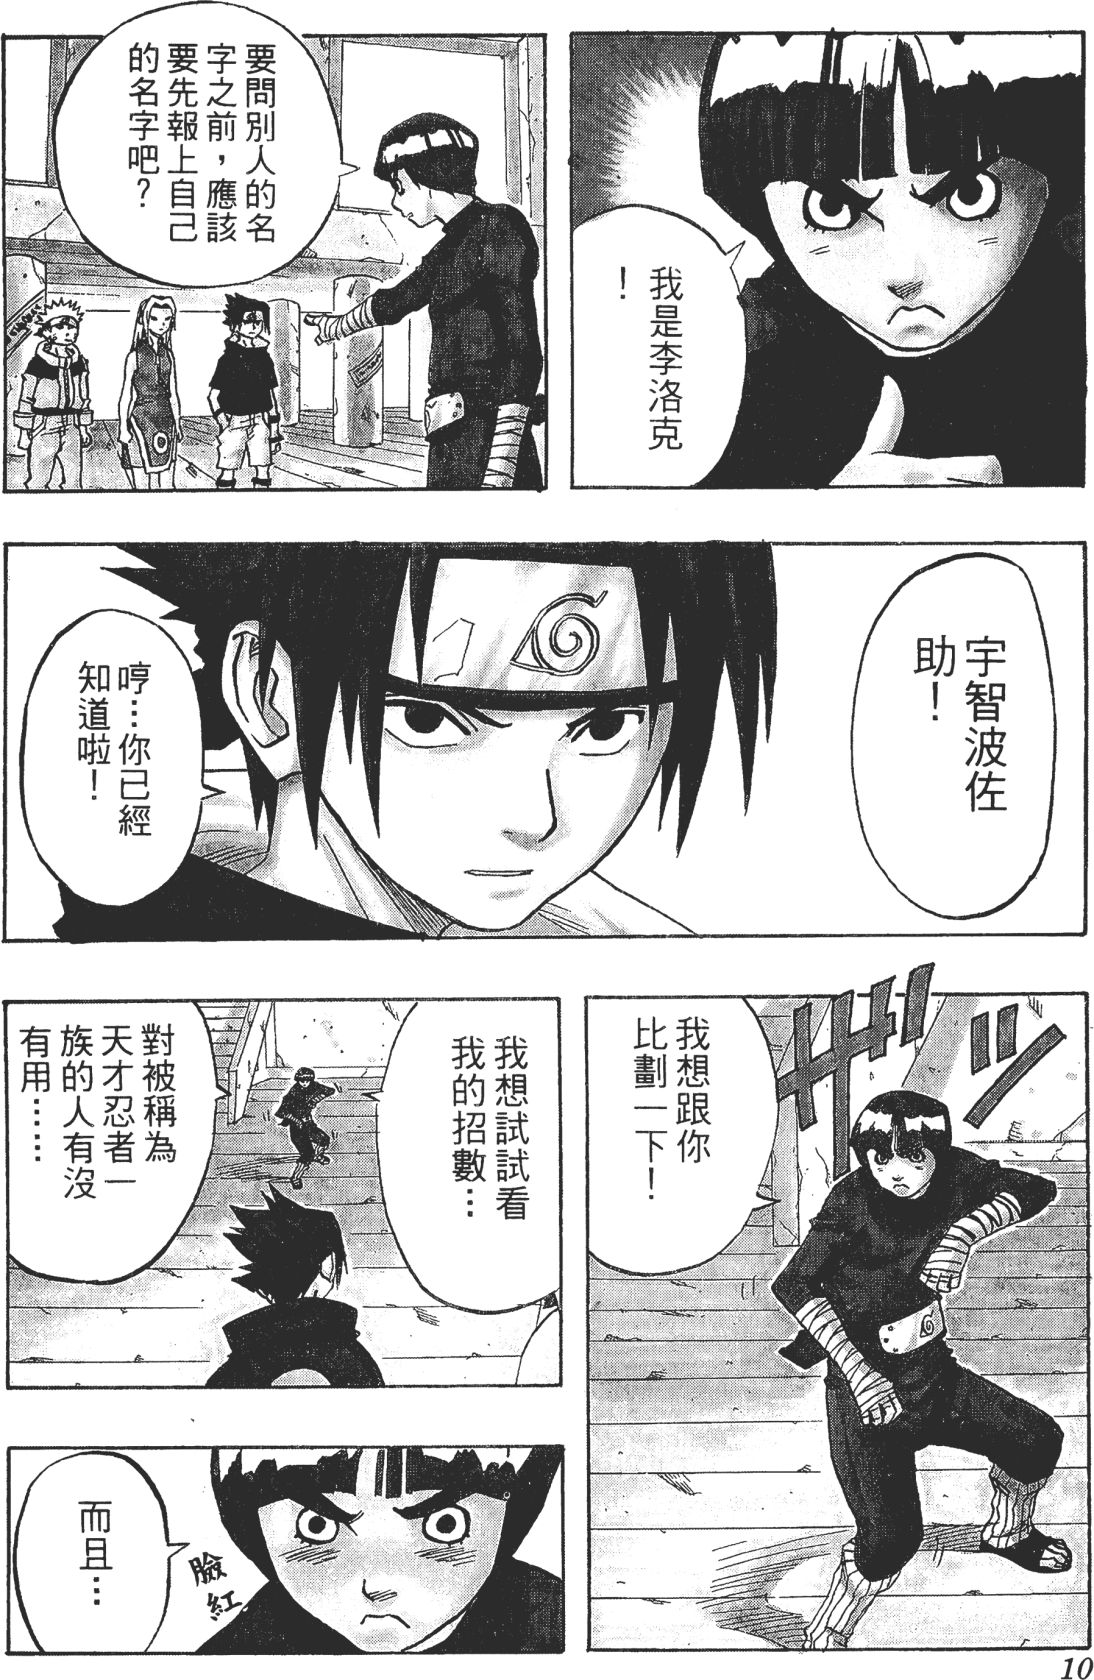 我是李洛克
！
要問別人的名
字之前，應該
要先報上自己
的名字吧？
宇智波佐
助！
哼…你已經
知道啦！
我想跟你
比劃一下！
ザッ
我想試試看
我的招數…
對被稱為
天才忍者一
族的人有沒
有用……
而且…
臉
紅
10